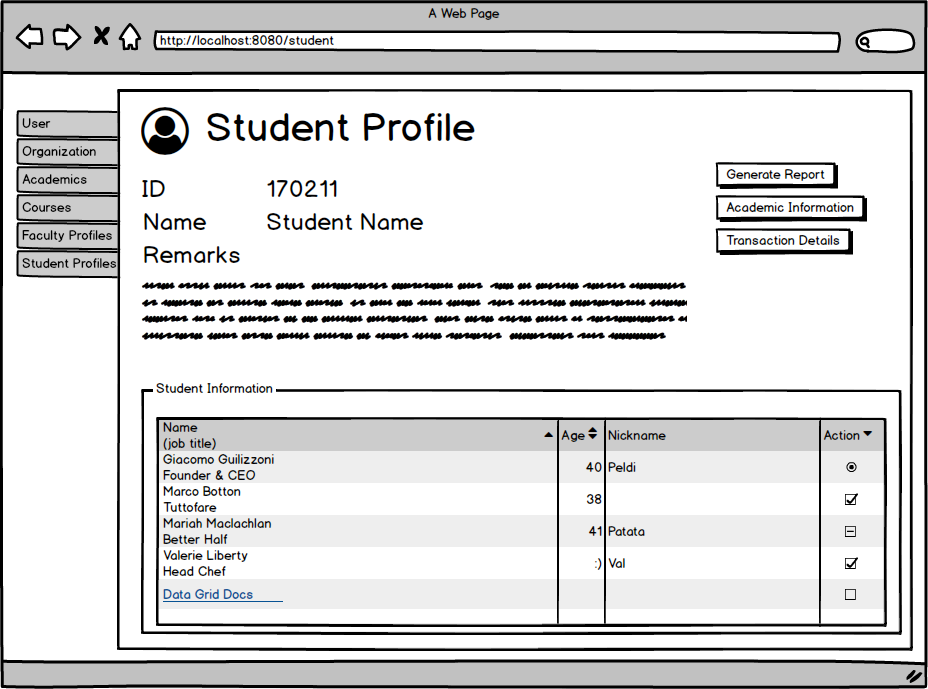 A Web Page
http://localhost:8080/student
User
Organization
Academics
Courses
Faculty Profiles
Student Profiles
Student Profile
ID 170211
Name Student Name
Remarks
Generate Report
Academic Information
Transaction Details
Student Information
Name
(job title)
Age
Nickname
Action
Giacomo Guilizzoni
Founder & CEO
40
Peldi
Marco Botton
Tuttofare
38
Mariah Maclachlan
Better Half
41
Patata
Valerie Liberty
Head Chef
:)
Val
Data Grid Docs